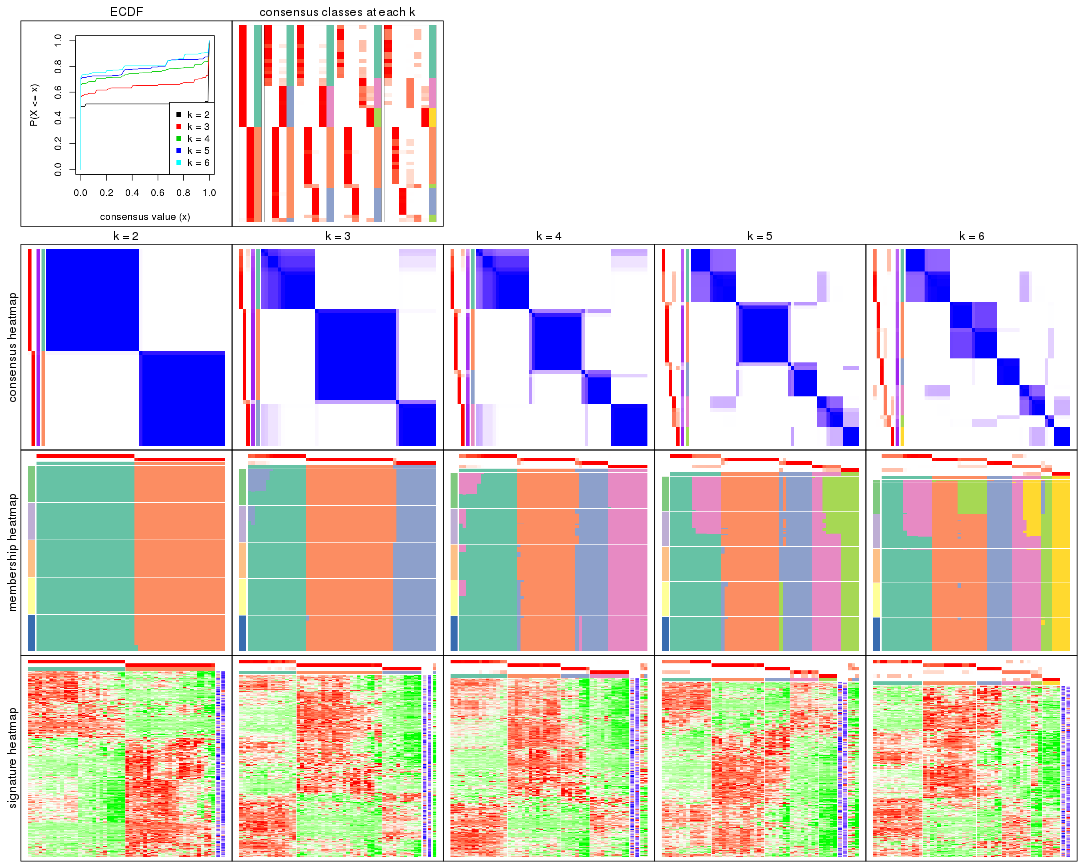 ECDF
consensus classes at each k
P(X <= x)
0.0 0.2 0.4 0.6 0.8 1.0
k = 2
k = 3
k = 4
k = 5
k = 6
0.0 0.2 0.4 0.6 0.8 1.0
consensus value (x)
k = 2
k = 3
k = 4
k = 5
k = 6
consensus heatmap
membership heatmap
signature heatmap